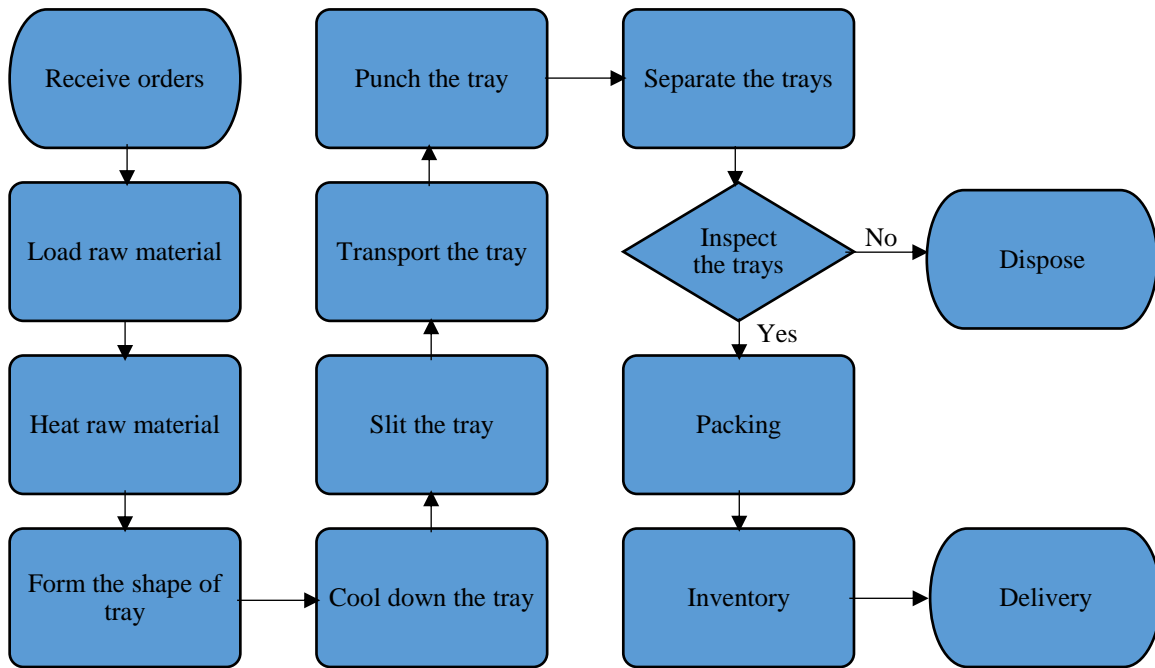 Receive orders
Load raw material
Heat raw material
Form the shape of
tray
Cool down the tray
Slit the tray
Transport the tray
Punch the tray
Separate the trays
Inspect
the trays
No
Dispose
Yes
Packing
Inventory
Delivery